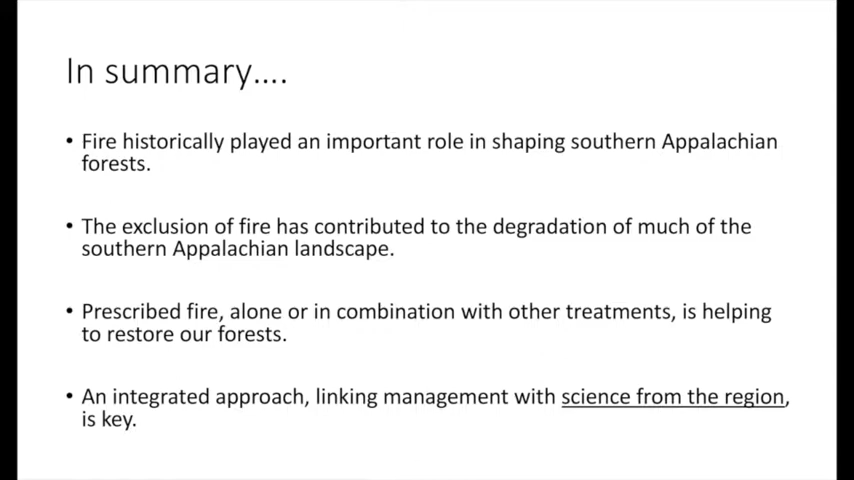 In summary....
• Fire historically played an important role in shaping southern Appalachian
forests.
• The exclusion of fire has contributed to the degradation of much of the
southern Appalachian landscape.
• Prescribed fire, alone or in combination with other treatments, is helping
to restore our forests.
• An integrated approach, linking management with science from the region,
is key.